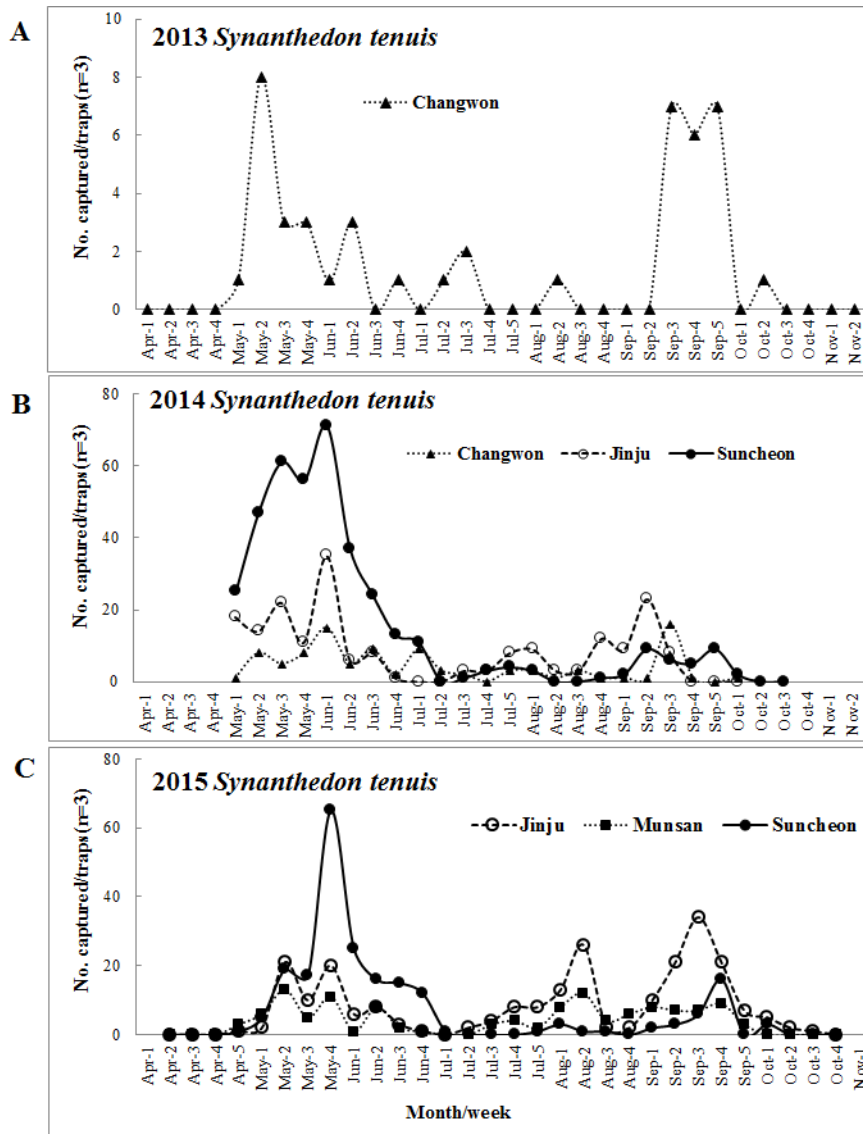 A
2013 Synanthedon tenuis
No. captured/traps (n=3)
10
8
6
4
2
0
Changwon
Apr-1 Apr-2 Apr-3 Apr-4 May-1 May-2 May-3 May-4 Jun-1 Jun-2 Jun-3 Jun-4 Jul-1 Jul-2 Jul-3 Jul-4 Jul-5 Aug-1 Aug-2 Aug-3 Aug-4 Sep-1 Sep-2 Sep-3 Sep-4 Sep-5 Oct-1 Oct-2 Oct-3 Oct-4 Nov-1 Nov-2
B
2014 Synanthedon tenuis
No. captured/traps (n=3)
80
60
40
20
0
Changwon Jinju Suncheon
Apr-1 Apr-2 Apr-3 Apr-4 May-1 May-2 May-3 May-4 Jun-1 Jun-2 Jun-3 Jun-4 Jul-1 Jul-2 Jul-3 Jul-4 Jul-5 Aug-1 Aug-2 Aug-3 Aug-4 Sep-1 Sep-2 Sep-3 Sep-4 Sep-5 Oct-1 Oct-2 Oct-3 Oct-4 Nov-1 Nov-2
C
2015 Synanthedon tenuis
No. captured/traps (n=3)
80
60
40
20
0
Jinju Munsan Suncheon
Apr-1 Apr-2 Apr-3 Apr-4 Apr-5 May-1 May-2 May-3 May-4 Jun-1 Jun-2 Jun-3 Jun-4 Jul-1 Jul-2 Jul-3 Jul-4 Jul-5 Aug-1 Aug-2 Aug-3 Aug-4 Sep-1 Sep-2 Sep-3 Sep-4 Sep-5 Oct-1 Oct-2 Oct-3 Oct-4 Nov-1
Month/week